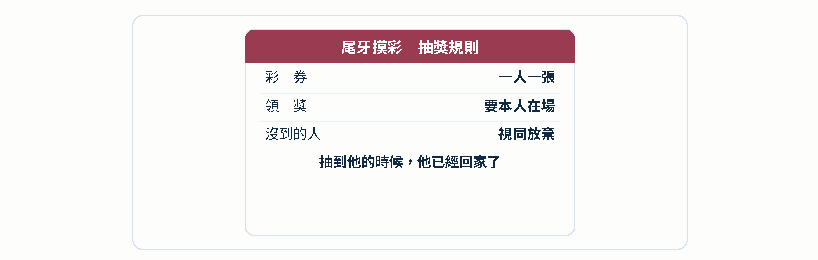 尾牙摸彩　抽獎規則
彩　券　一人一張
領　獎　要本人在場
沒到的人　視同放棄
抽到他的時候，他已經回家了